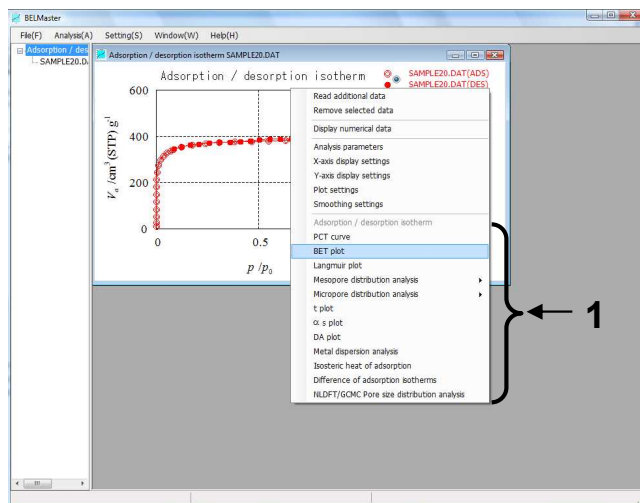 BELMaster
File(F) Analysis(A) Setting(S) Window(W) Help(H)
Adsorption / des
SAMPLE20.D
Adsorption / desorption isotherm SAMPLE20.DAT
Adsorption / desorption isotherm
SAMPLE20.DAT(ADS)
SAMPLE20.DAT(DES)
600
400
200
0
Va /cm3 (STP) g-1
0 0.5
p /p0
Read additional data
Remove selected data
Display numerical data
Analysis parameters
X-axis display settings
Y-axis display settings
Plot settings
Smoothing settings
Adsorption / desorption isotherm
PCT curve
BET plot
Langmuir plot
Mesopore distribution analysis
Micropore distribution analysis
t plot
α s plot
DA plot
Metal dispersion analysis
Isosteric heat of adsorption
Difference of adsorption isotherms
NLDFT/GCMC Pore size distribution analysis
1